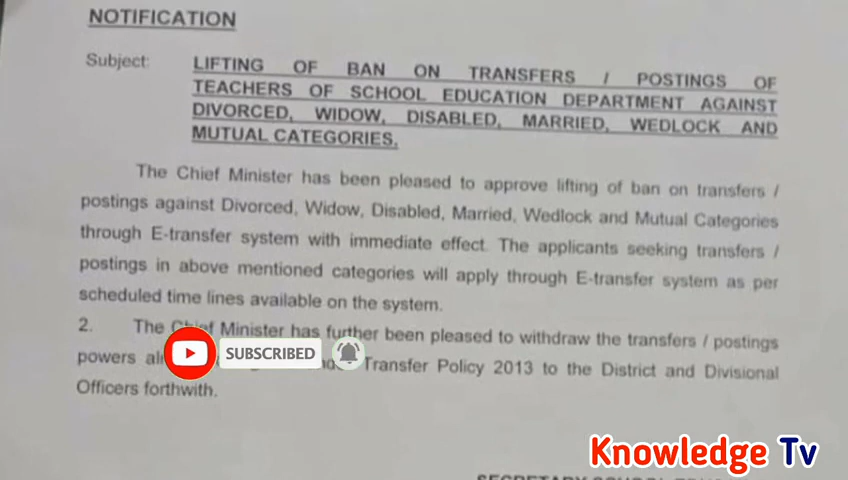 NOTIFICATION
Subject: LIFTING OF BAN ON TRANSFERS / POSTINGS OF
TEACHERS OF SCHOOL EDUCATION DEPARTMENT AGAINST
DIVORCED, WIDOW, DISABLED, MARRIED, WEDLOCK AND
MUTUAL CATEGORIES.
The Chief Minister has been pleased to approve lifting of ban on transfers /
postings against Divorced, Widow, Disabled, Married, Wedlock and Mutual Categories
through E-transfer system with immediate effect. The applicants seeking transfers /
postings in above mentioned categories will apply through E-transfer system as per
scheduled time lines available on the system.
2. The Chief Minister has further been pleased to withdraw the transfers / postings
powers Transfer Policy 2013 to the District and Divisional
SUBSCRIBED
Officers forthwith.
Knowledge Tv
SECRETARY SCHOOL